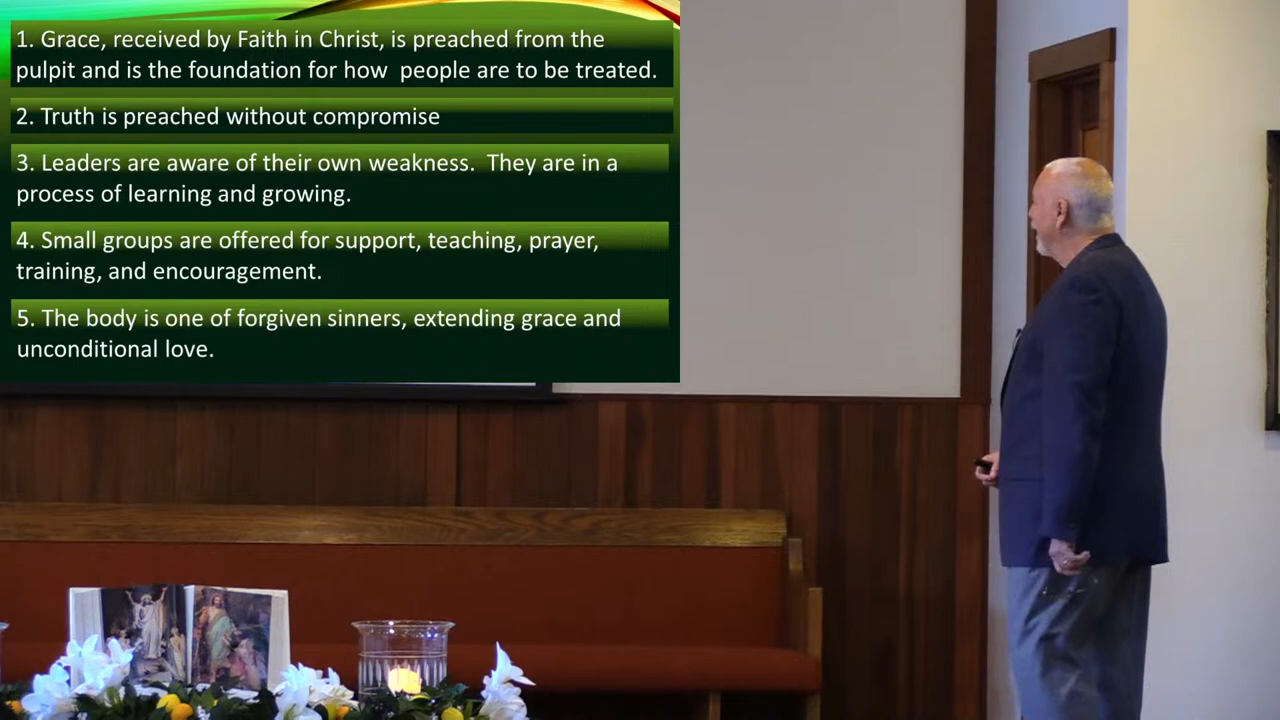 1. Grace, received by Faith in Christ, is preached from the
pulpit and is the foundation for how  people are to be treated.
2. Truth is preached without compromise
3. Leaders are aware of their own weakness.  They are in a
process of learning and growing.
4. Small groups are offered for support, teaching, prayer,
training, and encouragement.
5. The body is one of forgiven sinners, extending grace and
unconditional love.